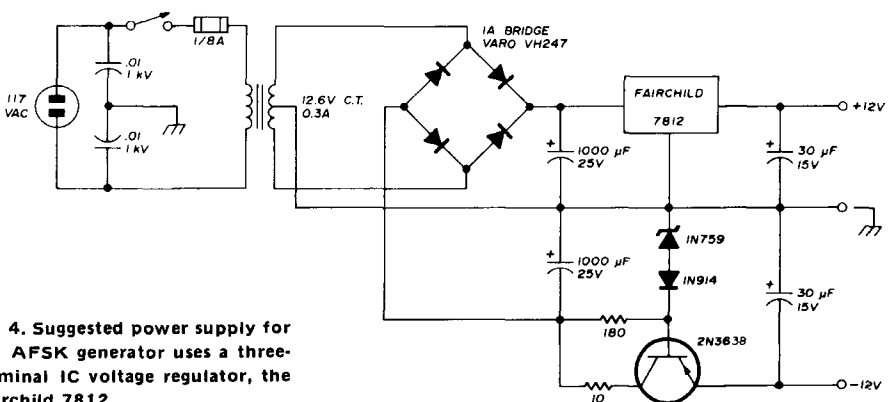 117
VAC
.01
1 kV
.01
1 kV
1/8A
12.6V C.T.
0.3A
1A BRIDGE
VARO VH247
FAIRCHILD
7812
+12V
1000 µF
25V
30 µF
15V
1N759
1N914
1000 µF
25V
30 µF
15V
180
2N3638
10
-12V
4. Suggested power supply for
AFSK generator uses a three-
minal IC voltage regulator, the
rchild 7812